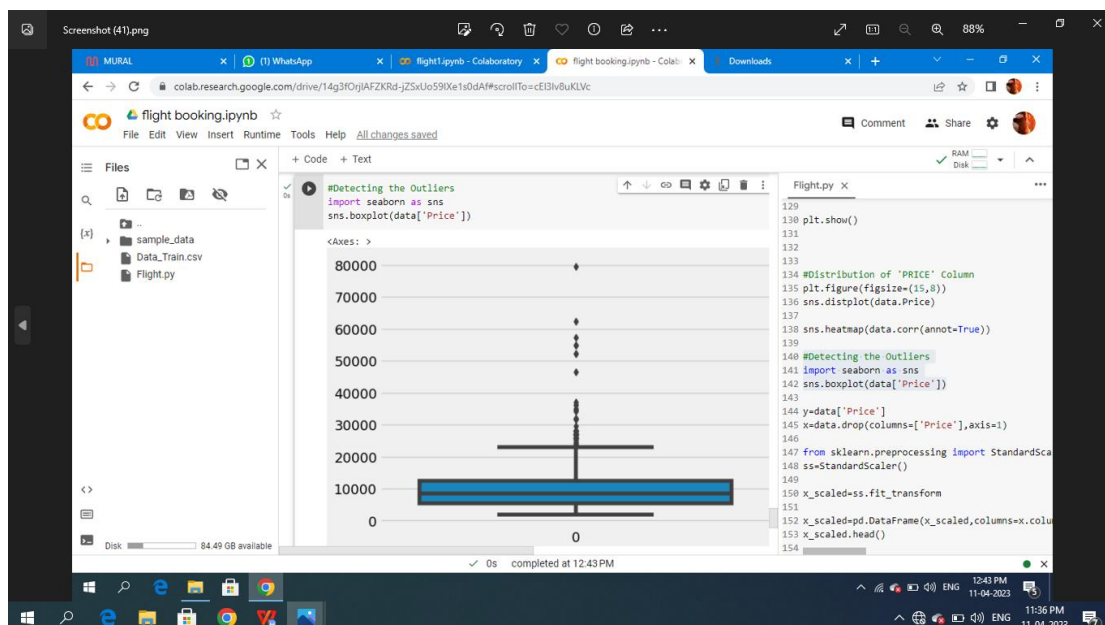 Screenshot (41).png
88%
MURAL
(1) WhatsApp
flight1.ipynb - Colaboratory
flight booking.ipynb - Colab
Downloads
colab.research.google.com/drive/14g3fOrjlAFZKRd-jZSxUo59IXe1s0dAf#scrollTo=cEl3Iv8uKLVc
flight booking.ipynb
File Edit View Insert Runtime Tools Help All changes saved
Comment Share
Files
+ Code + Text
RAM
Disk
..
sample_data
Data_Train.csv
Flight.py
{x}
0s
#Detecting the Outliers
import seaborn as sns
sns.boxplot(data['Price'])
<Axes: >
80000
70000
60000
50000
40000
30000
20000
10000
0
0
Flight.py
129
130 plt.show()
131
132
133
134 #Distribution of 'PRICE' Column
135 plt.figure(figsize=(15,8))
136 sns.distplot(data.Price)
137
138 sns.heatmap(data.corr(annot=True))
139
140 #Detecting the Outliers
141 import seaborn as sns
142 sns.boxplot(data['Price'])
143
144 y=data['Price']
145 x=data.drop(columns=['Price'],axis=1)
146
147 from sklearn.preprocessing import StandardSca
148 ss=StandardScaler()
149
150 x_scaled=ss.fit_transform
151
152 x_scaled=pd.DataFrame(x_scaled,columns=x.colu
153 x_scaled.head()
154
Disk 84.49 GB available
0s completed at 12:43 PM
ENG 12:43 PM
11-04-2023
5
ENG 11:36 PM
11-04-2023
7